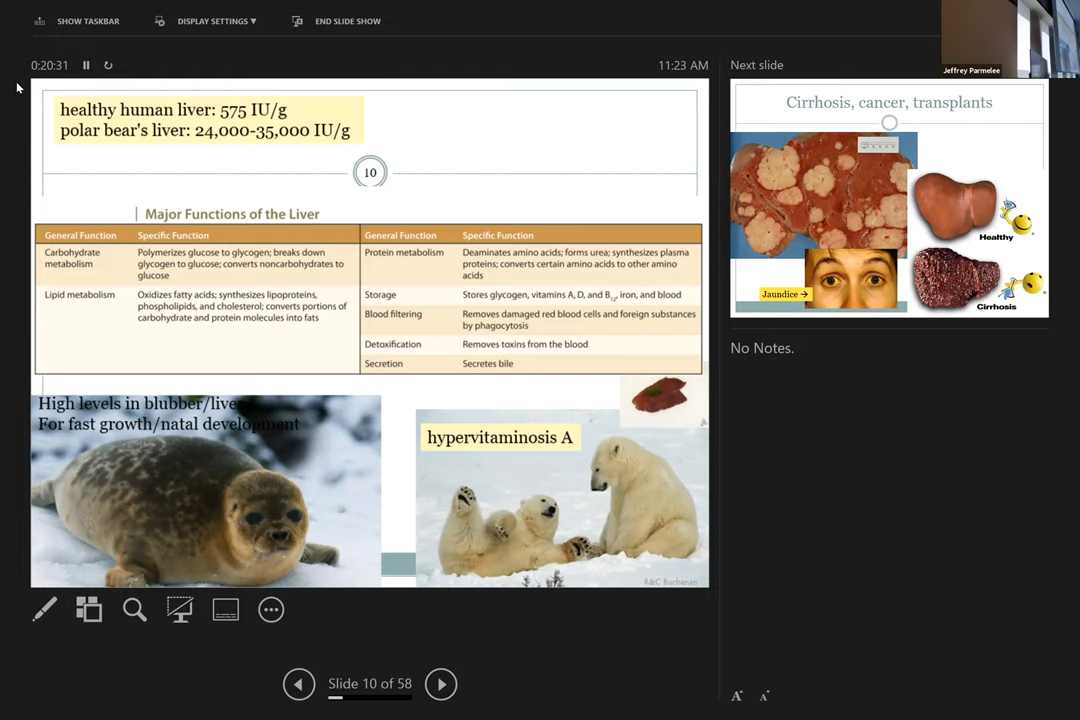 SHOW TASKBAR
DISPLAY SETTINGS ▼
END SLIDE SHOW
Jeffrey Parmelee
0:20:31
11:23 AM
healthy human liver: 575 IU/g
polar bear's liver: 24,000-35,000 IU/g
10
Major Functions of the Liver
General Function
Specific Function
General Function
Specific Function
Carbohydrate
metabolism
Polymerizes glucose to glycogen; breaks down
glycogen to glucose; converts noncarbohydrates to
glucose
Lipid metabolism
Oxidizes fatty acids; synthesizes lipoproteins,
phospholipids, and cholesterol; converts portions of
carbohydrate and protein molecules into fats
Protein metabolism
Deaminates amino acids; forms urea; synthesizes plasma
proteins; converts certain amino acids to other amino
acids
Storage
Stores glycogen, vitamins A, D, and B12, iron, and blood
Blood filtering
Removes damaged red blood cells and foreign substances
by phagocytosis
Detoxification
Removes toxins from the blood
Secretion
Secretes bile
High levels in blubber/liver
For fast growth/natal development
hypervitaminosis A
B&C Buchanan
Slide 10 of 58
Next slide
Cirrhosis, cancer, transplants
Healthy
Jaundice →
Cirrhosis
No Notes.
A
A